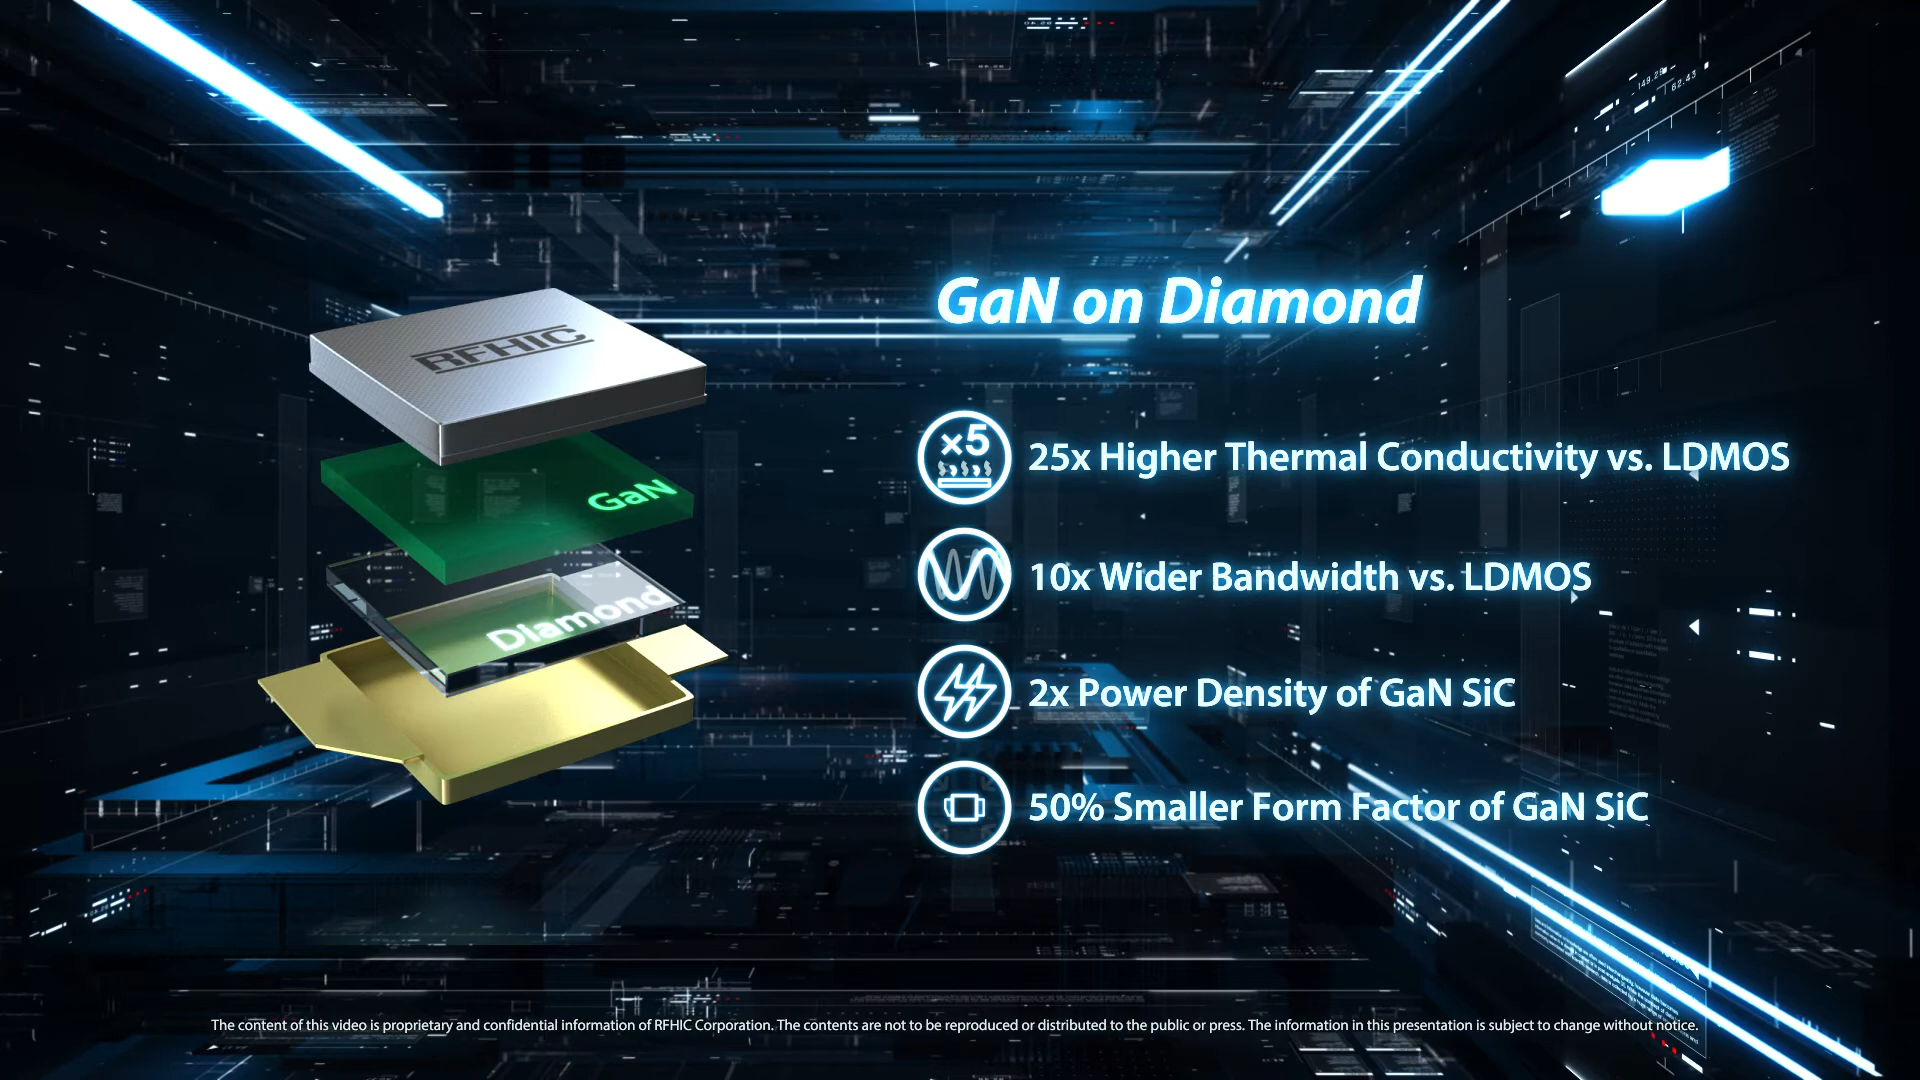 RFHIC
GaN
Diamond
GaN on Diamond
x5
25x Higher Thermal Conductivity vs. LDMOS
10x Wider Bandwidth vs. LDMOS
2x Power Density of GaN SiC
50% Smaller Form Factor of GaN SiC
The content of this video is proprietary and confidential information of RFHIC Corporation. The contents are not to be reproduced or distributed to the public or press. The information in this presentation is subject to change without notice.